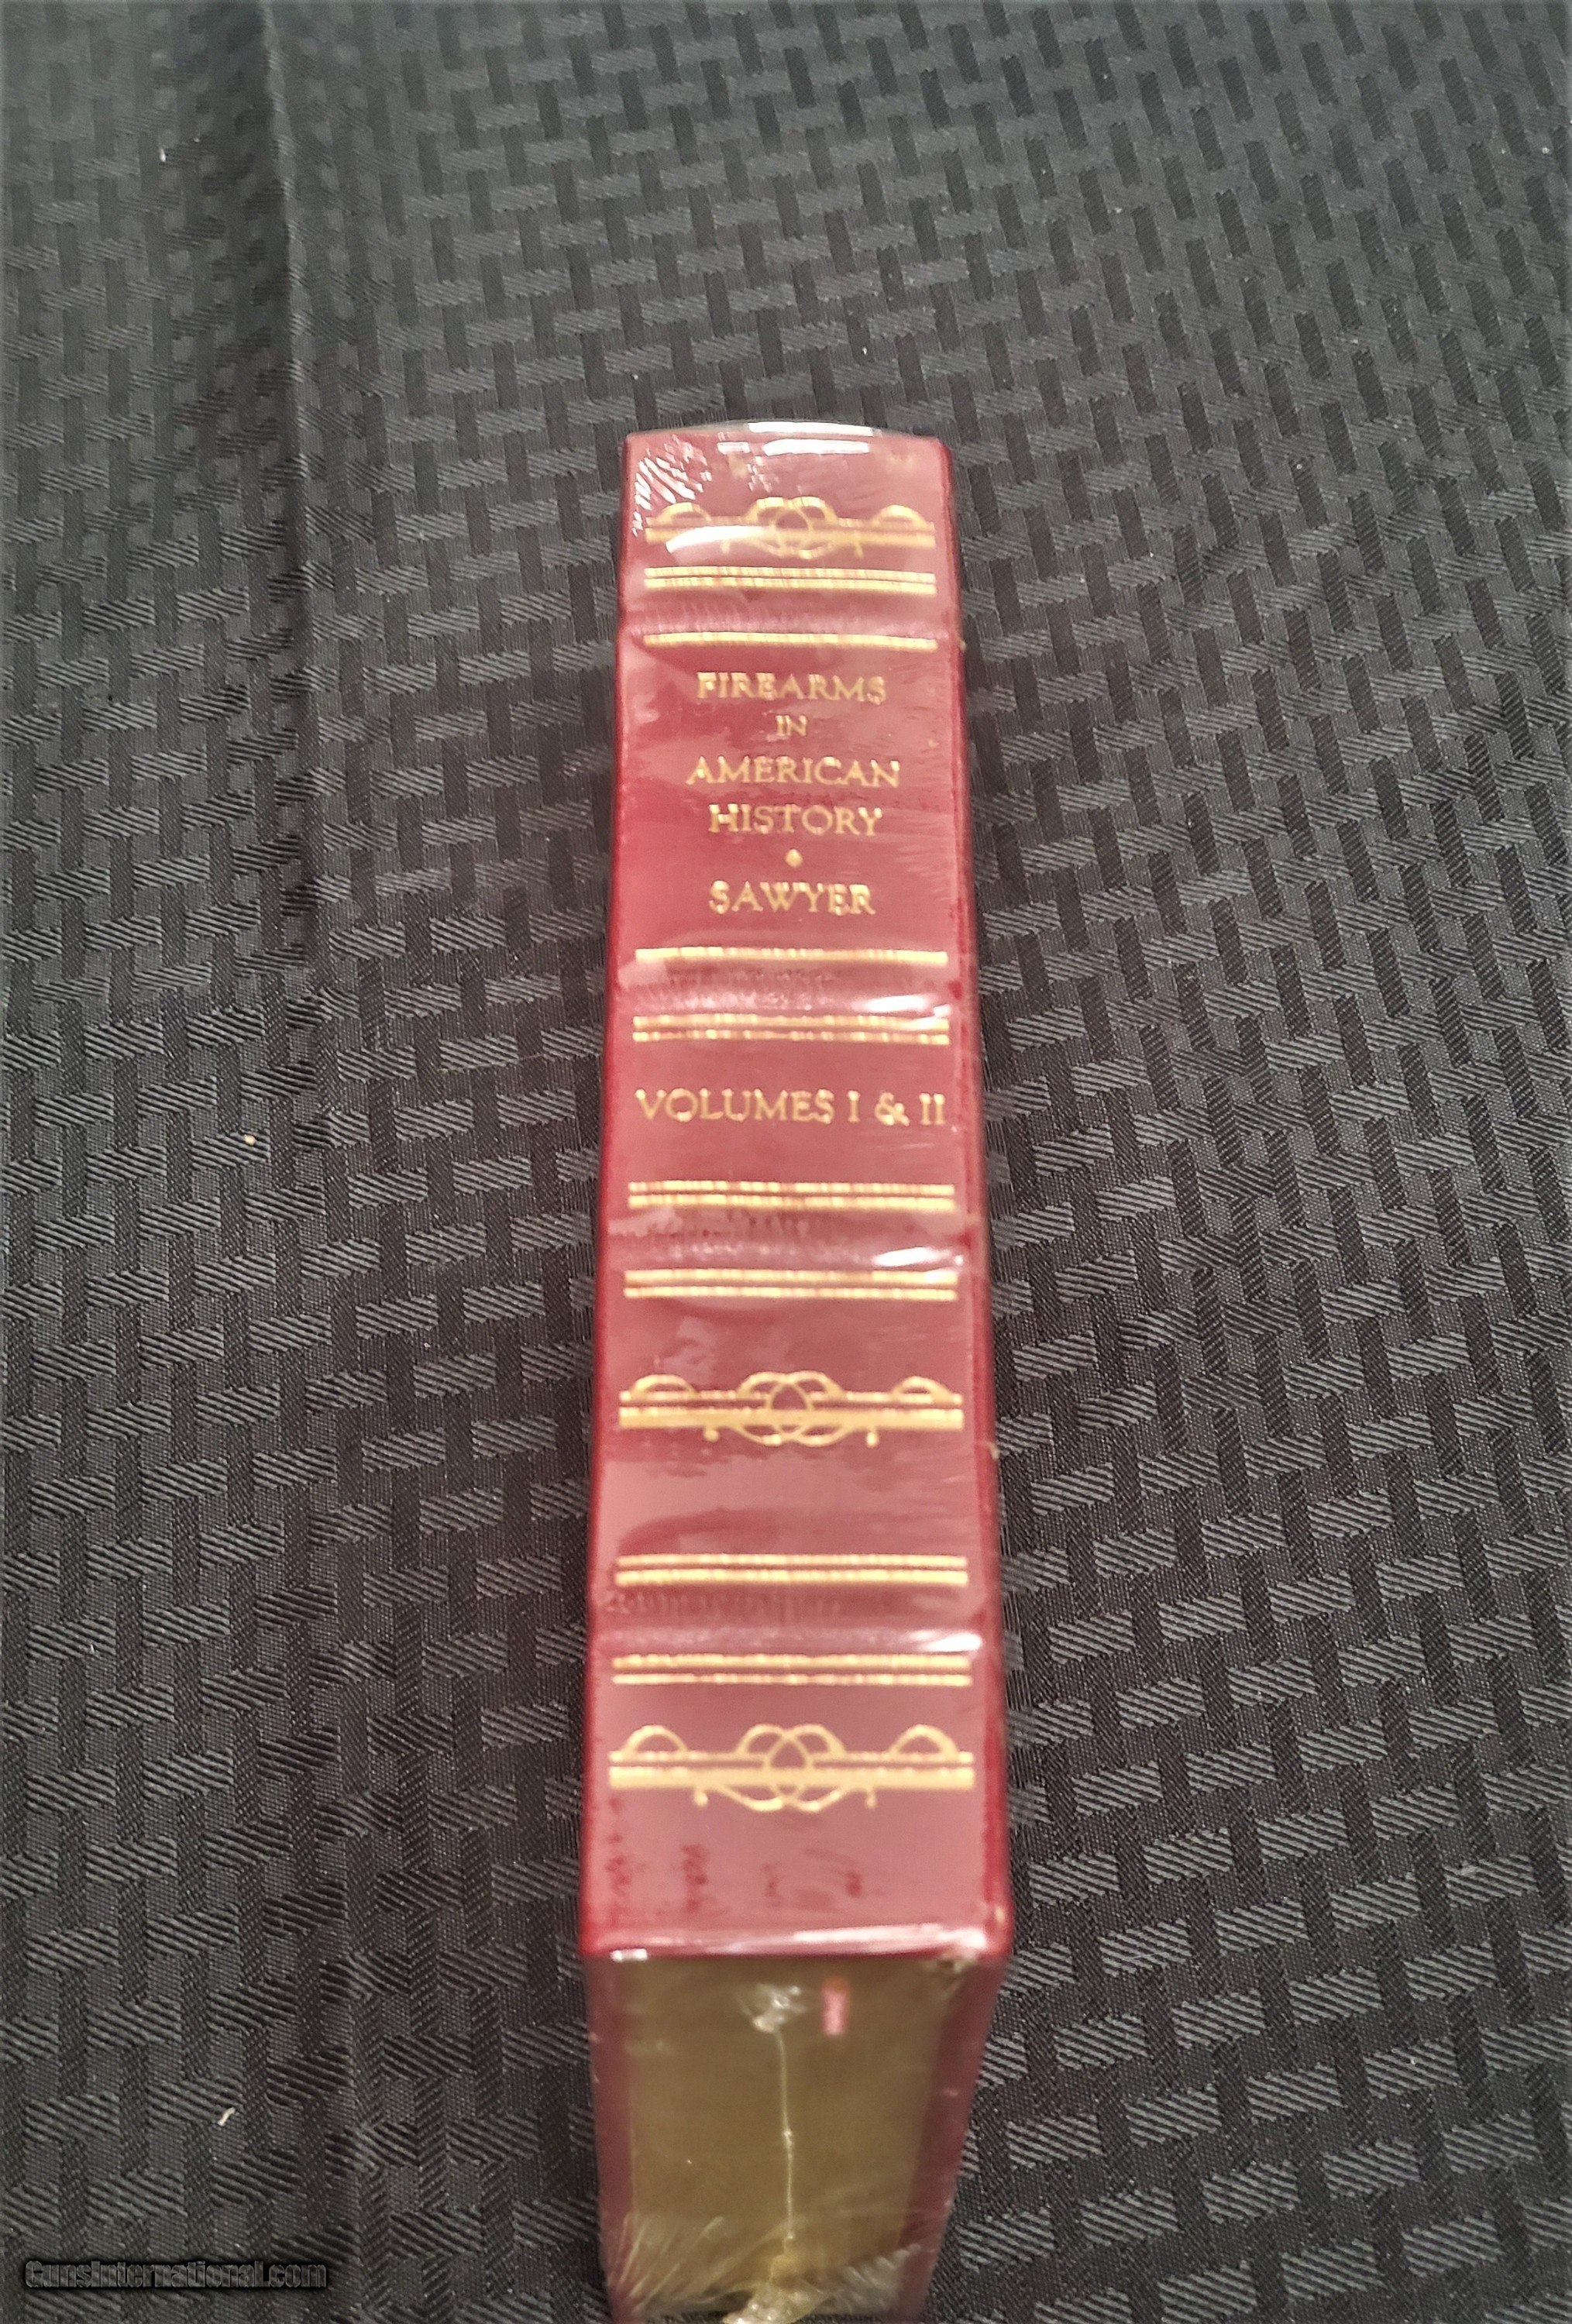 FIREARMS
IN
AMERICAN
HISTORY
SAWYER
VOLUMES I & II
GunsInternational.com